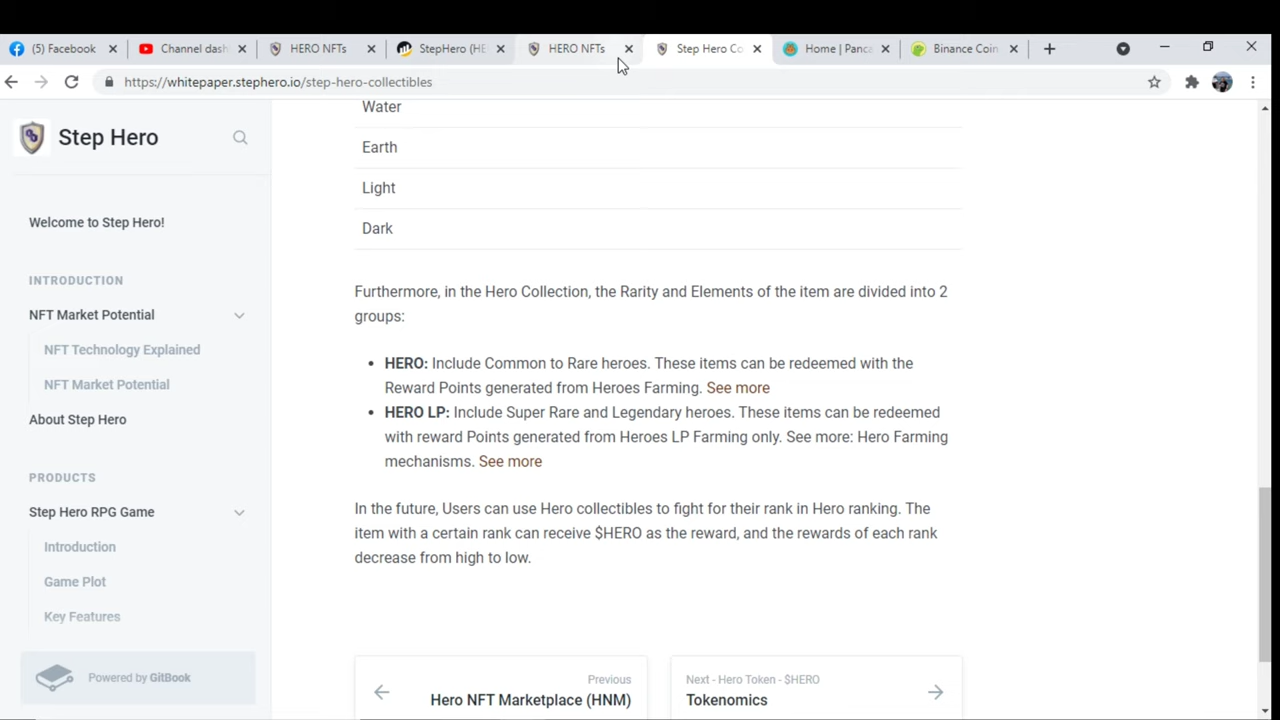 (5) Facebook
Channel dash
HERO NFTs
StepHero (HE
HERO NFTs
Step Hero Co
Home | Panca
Binance Coin
https://whitepaper.stephero.io/step-hero-collectibles
Step Hero
Welcome to Step Hero!
INTRODUCTION
NFT Market Potential
NFT Technology Explained
NFT Market Potential
About Step Hero
PRODUCTS
Step Hero RPG Game
Introduction
Game Plot
Key Features
Powered by GitBook
Water
Earth
Light
Dark
Furthermore, in the Hero Collection, the Rarity and Elements of the item are divided into 2
groups:
• HERO: Include Common to Rare heroes. These items can be redeemed with the
Reward Points generated from Heroes Farming. See more
• HERO LP: Include Super Rare and Legendary heroes. These items can be redeemed
with reward Points generated from Heroes LP Farming only. See more: Hero Farming
mechanisms. See more
In the future, Users can use Hero collectibles to fight for their rank in Hero ranking. The
item with a certain rank can receive $HERO as the reward, and the rewards of each rank
decrease from high to low.
Previous
Hero NFT Marketplace (HNM)
Next - Hero Token - $HERO
Tokenomics